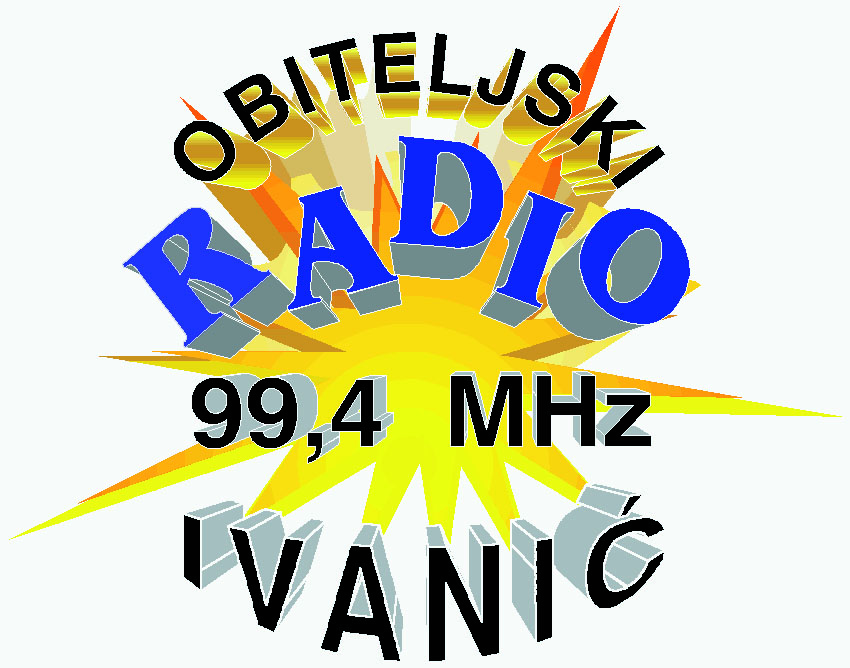 OBITELJSKI
RADIO
99,4 MHz
IVANIĆ